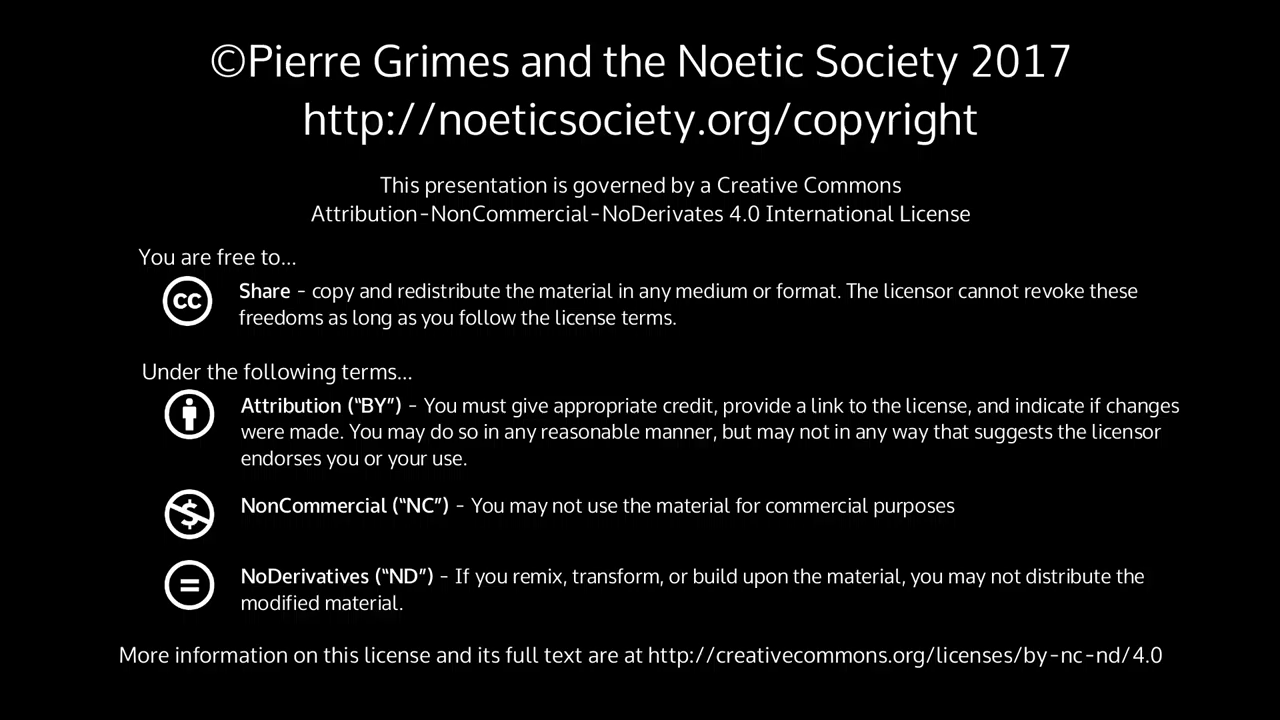 ©Pierre Grimes and the Noetic Society 2017
http://noeticsociety.org/copyright
This presentation is governed by a Creative Commons
Attribution-NonCommercial-NoDerivates 4.0 International License
You are free to...
cc
Share - copy and redistribute the material in any medium or format. The licensor cannot revoke these
freedoms as long as you follow the license terms.
Under the following terms...
Attribution (“BY”) - You must give appropriate credit, provide a link to the license, and indicate if changes
were made. You may do so in any reasonable manner, but may not in any way that suggests the licensor
endorses you or your use.
NonCommercial (“NC”) - You may not use the material for commercial purposes
NoDerivatives (“ND”) - If you remix, transform, or build upon the material, you may not distribute the
modified material.
More information on this license and its full text are at http://creativecommons.org/licenses/by-nc-nd/4.0